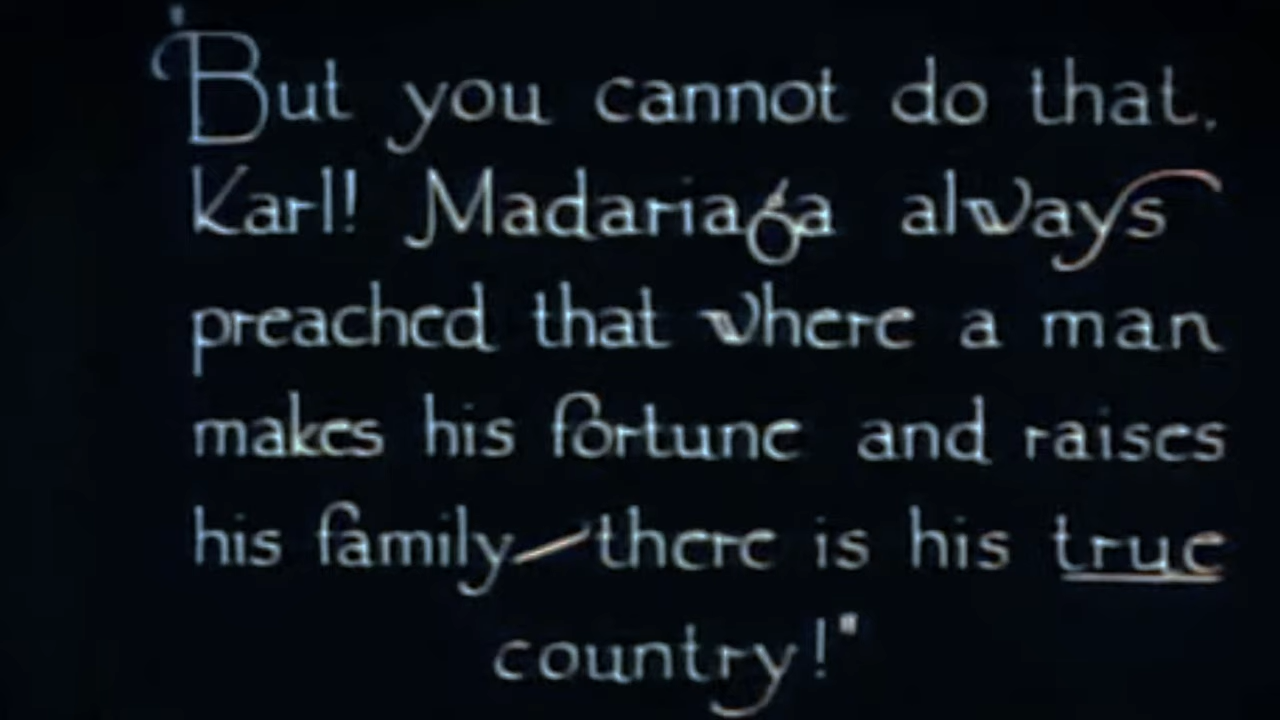 "But you cannot do that,
Karl! Madariaga always
preached that where a man
makes his fortune and raises
his family—there is his true
country!"